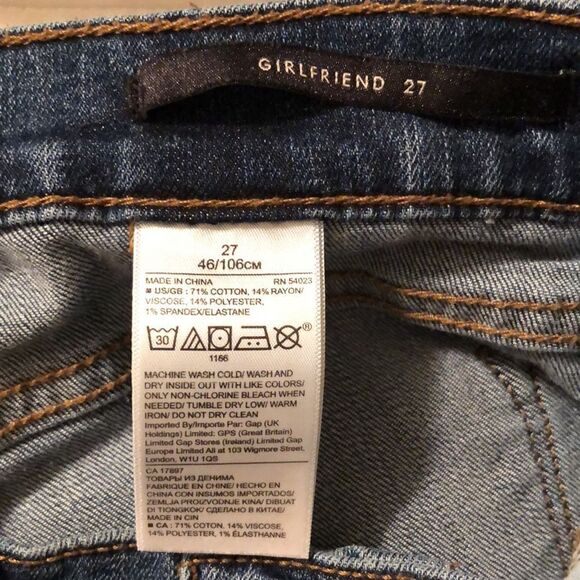 GIRLFRIEND 27
27
46/106CM
MADE IN CHINA RN 54023
■ US/GB : 71% COTTON, 14% RAYON/
VISCOSE, 14% POLYESTER,
1% SPANDEX/ELASTANE
30
®
1166
MACHINE WASH COLD/ WASH AND
DRY INSIDE OUT WITH LIKE COLORS/
ONLY NON-CHLORINE BLEACH WHEN
NEEDED/ TUMBLE DRY LOW/ WARM
IRON/ DO NOT DRY CLEAN
Imported By/Importe Par: Gap (UK
Holdings) Limited: GPS (Great Britain)
Limited Gap Stores (Ireland) Limited Gap
Europe Limited All at 103 Wigmore Street,
London, W1U 1QS
CA 17897
ТОВАРЫ ИЗ ДЕНИМА
FABRIQUE EN CHINE/ HECHO EN
CHINA CON INSUMOS IMPORTADOS/
ZEMLJA PROIZVODNJE KINA/ DIBUAT
DI TIONGKOK/ СДЕЛАНО В КИТАЕ/
MADE IN CIN
■ CA : 71% COTON, 14% VISCOSE,
14% POLYESTER, 1% ÉLASTHANNE